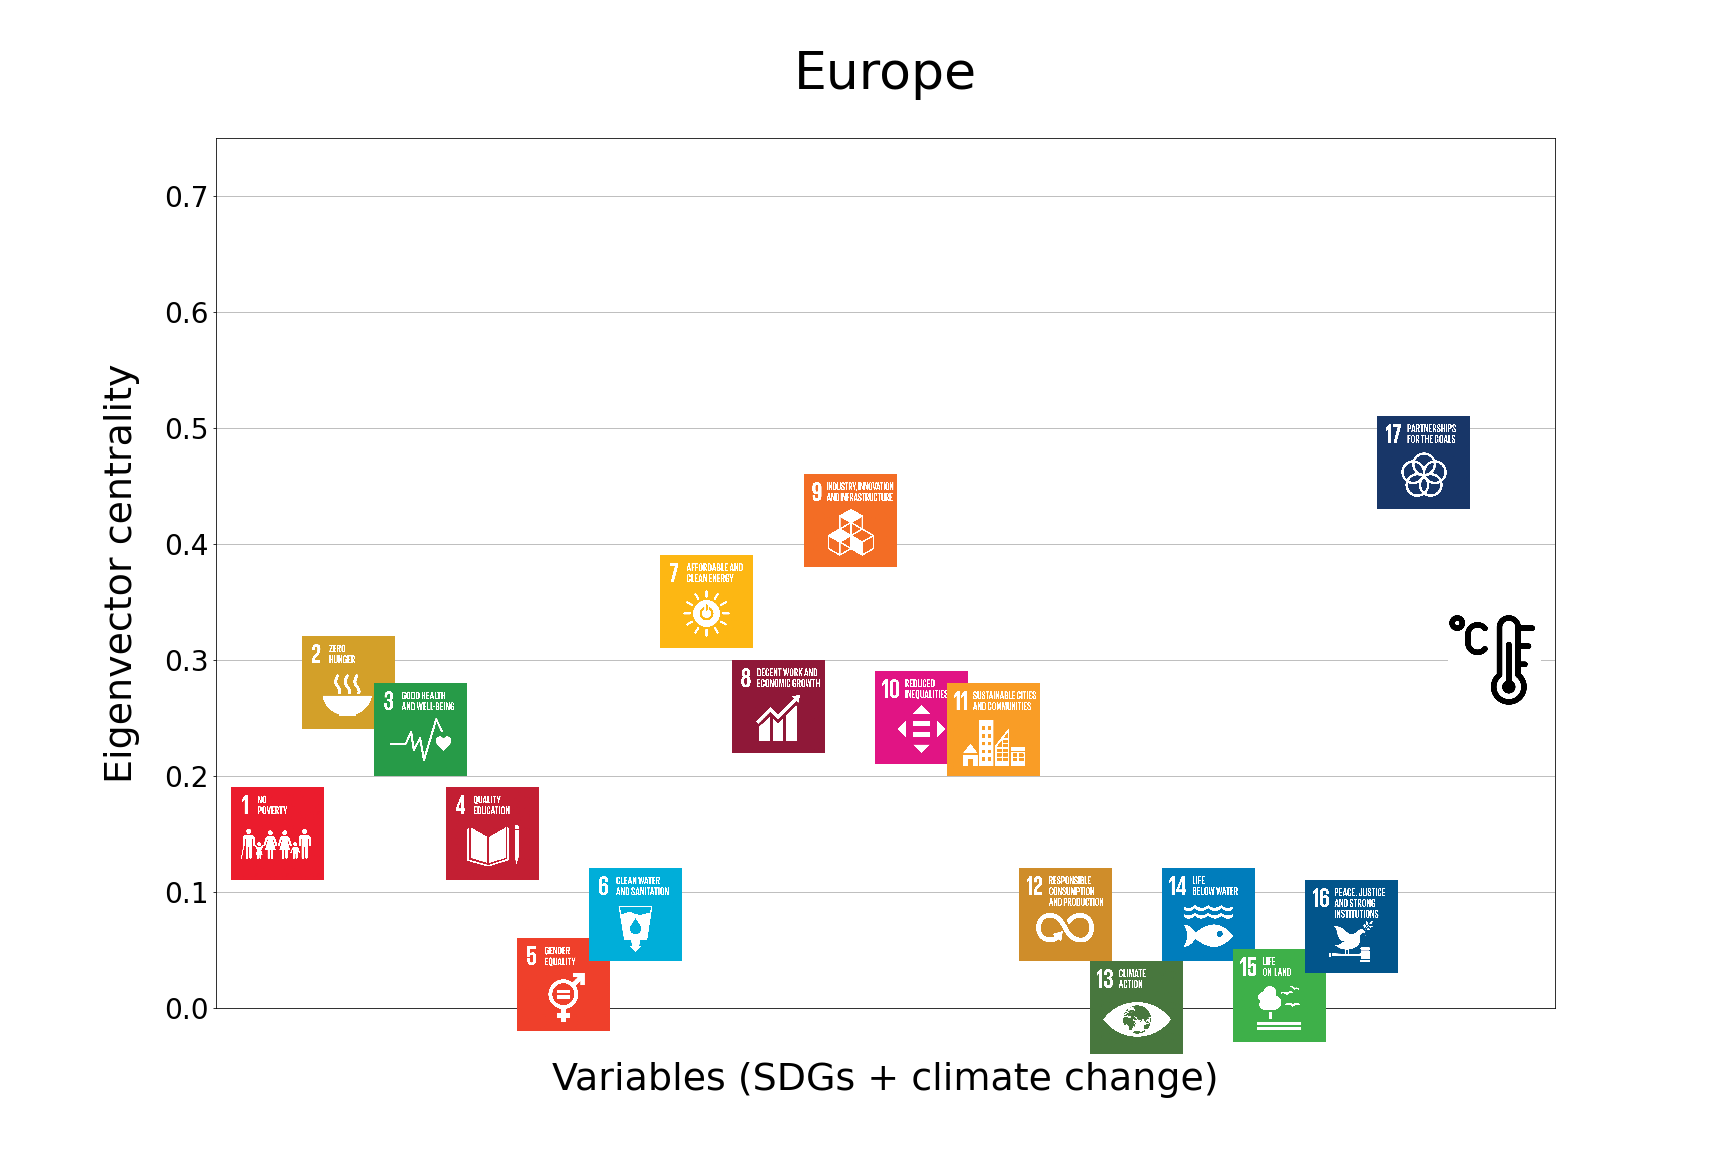 Europe
0.7
0.6
0.5
0.4
0.3
0.2
0.1
0.0
Eigenvector centrality
17 PARTNERSHIPS
FOR THE GOALS
9 INDUSTRY, INNOVATION
AND INFRASTRUCTURE
7 AFFORDABLE AND
CLEAN ENERGY
°C
2 ZERO
HUNGER
8 DECENT WORK AND
ECONOMIC GROWTH
10 REDUCED
INEQUALITIES
3 GOOD HEALTH
AND WELL-BEING
11 SUSTAINABLE CITIES
AND COMMUNITIES
1 NO
POVERTY
4 QUALITY
EDUCATION
6 CLEAN WATER
AND SANITATION
12 RESPONSIBLE
CONSUMPTION
AND PRODUCTION
14 LIFE
BELOW WATER
16 PEACE, JUSTICE
AND STRONG
INSTITUTIONS
5 GENDER
EQUALITY
15 LIFE
ON LAND
13 CLIMATE
ACTION
Variables (SDGs + climate change)